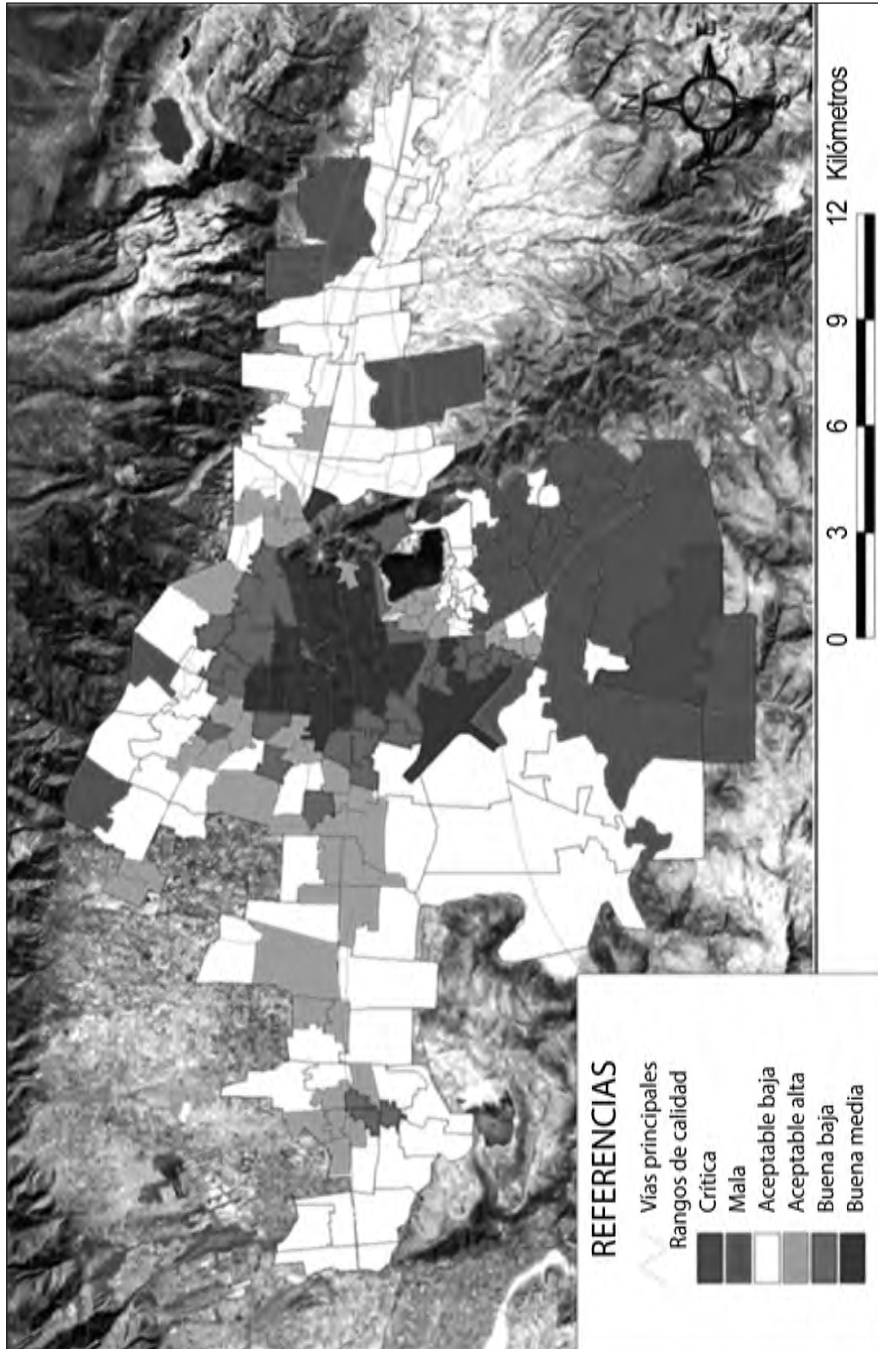 REFERENCIAS
Vías principales
Rangos de calidad
Crítica
Mala
Aceptable baja
Aceptable alta
Buena baja
Buena media
0 3 6 9 12 Kilómetros
N
E
S